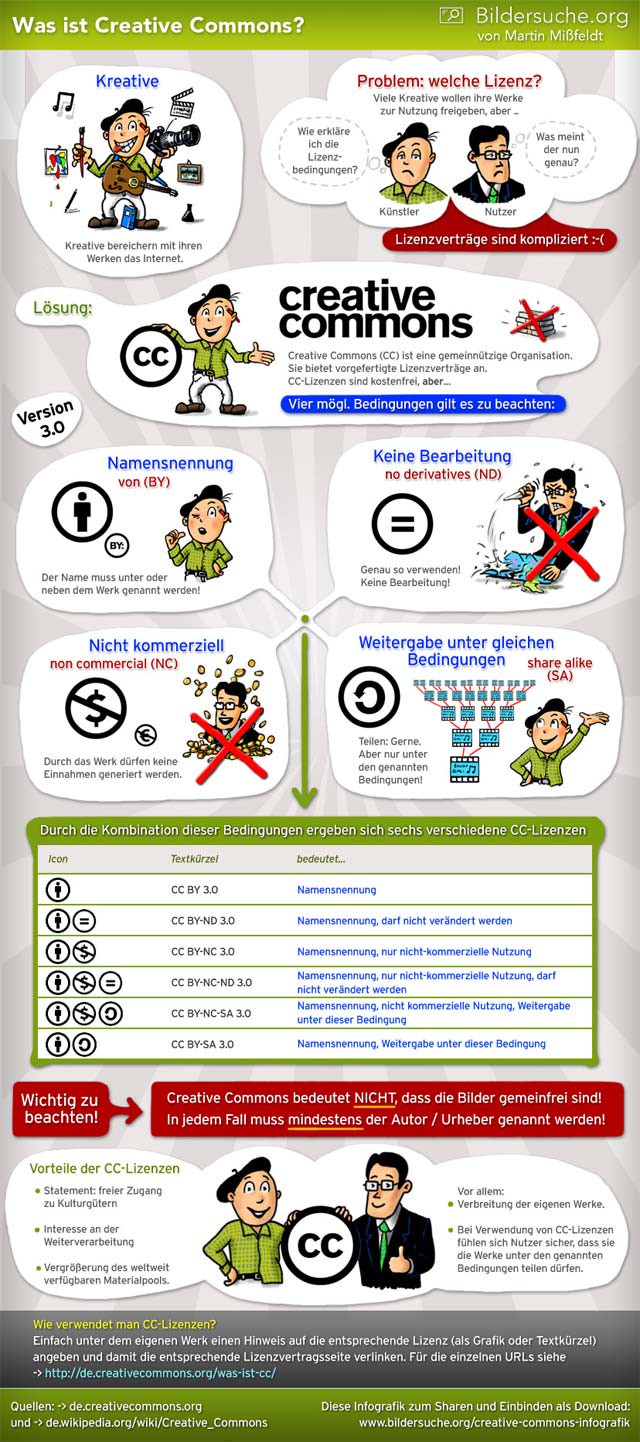 Was ist Creative Commons?
Bildersuche.org
von Martin Mißfeldt
Kreative
Kreative bereichern mit ihren
Werken das Internet.
Problem: welche Lizenz?
Viele Kreative wollen ihre Werke
zur Nutzung freigeben, aber ..
Wie erkläre
ich die
Lizenz-
bedingungen?
Was meint
der nun
genau?
Künstler
Nutzer
Lizenzverträge sind kompliziert :-(
Lösung:
cc
creative
commons
Creative Commons (CC) ist eine gemeinnützige Organisation.
Sie bietet vorgefertigte Lizenzverträge an.
CC-Lizenzen sind kostenfrei, aber...
Vier mögl. Bedingungen gilt es zu beachten:
Version
3.0
Namensnennung
von (BY)
BY:
Der Name muss unter oder
neben dem Werk genannt werden!
Keine Bearbeitung
no derivatives (ND)
=
Genau so verwenden!
Keine Bearbeitung!
Nicht kommerziell
non commercial (NC)
$
€
Durch das Werk dürfen keine
Einnahmen generiert werden.
Weitergabe unter gleichen
Bedingungen
share alike
(SA)
Teilen: Gerne.
Aber nur unter
den genannten
Bedingungen!
Durch die Kombination dieser Bedingungen ergeben sich sechs verschiedene CC-Lizenzen
Icon Textkürzel bedeutet...
CC BY 3.0 Namensnennung
= CC BY-ND 3.0 Namensnennung, darf nicht verändert werden
$ CC BY-NC 3.0 Namensnennung, nur nicht-kommerzielle Nutzung
$ = CC BY-NC-ND 3.0 Namensnennung, nur nicht-kommerzielle Nutzung, darf
nicht verändert werden
$ CC BY-NC-SA 3.0 Namensnennung, nicht kommerzielle Nutzung, Weitergabe
unter dieser Bedingung
CC BY-SA 3.0 Namensnennung, Weitergabe unter dieser Bedingung
Wichtig zu
beachten!
Creative Commons bedeutet NICHT, dass die Bilder gemeinfrei sind!
In jedem Fall muss mindestens der Autor / Urheber genannt werden!
Vorteile der CC-Lizenzen
• Statement: freier Zugang
zu Kulturgütern
• Interesse an der
Weiterverarbeitung
• Vergrößerung des weltweit
verfügbaren Materialpools.
cc
Vor allem:
• Verbreitung der eigenen Werke.
• Bei Verwendung von CC-Lizenzen
fühlen sich Nutzer sicher, dass sie
die Werke unter den genannten
Bedingungen teilen dürfen.
Wie verwendet man CC-Lizenzen?
Einfach unter dem eigenen Werk einen Hinweis auf die entsprechende Lizenz (als Grafik oder Textkürzel)
angeben und damit die entsprechende Lizenzvertragsseite verlinken. Für die einzelnen URLs siehe
-> http://de.creativecommons.org/was-ist-cc/
Quellen: -> de.creativecommons.org
und -> de.wikipedia.org/wiki/Creative_Commons
Diese Infografik zum Sharen und Einbinden als Download:
www.bildersuche.org/creative-commons-infografik